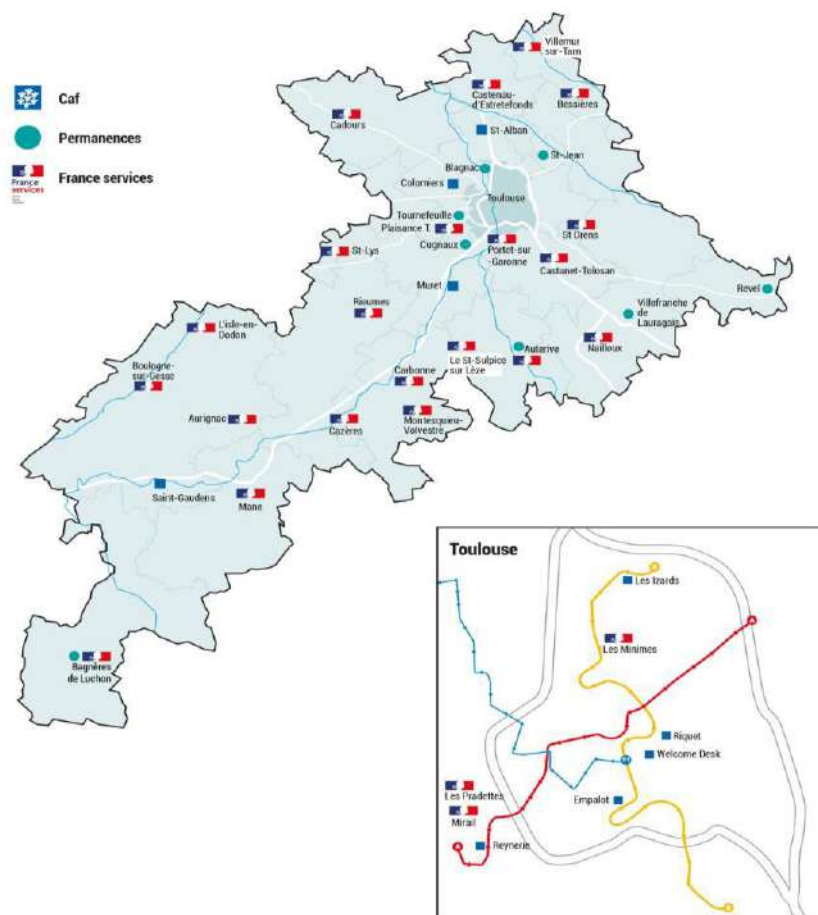 Caf
Permanences
France
services
France services
Villemur
sur-Tarn
Castenau-
d'Estretefonds
Bessières
Cadours
St-Alban
St-Jean
Blagnac
Colomiers
Toulouse
Tournefeuille
Plaisance T.
St Orens
Cugnaux
Portet-sur
-Garonne
St-Lys
Castanet-Tolosan
Revel
Muret
Rieumes
Villefranche
de
Lauragais
L'isle-en-
Dodon
Le St-Sulpice
sur Lèze
Auterive
Nailloux
Boulogne-
sur-Gesse
Carbonne
Aurignac
Cazères
Montesquieu-
Volvestre
Saint-Gaudens
Mane
Bagnères
de Luchon
Toulouse
Les Izards
Les Minimes
Riquet
Welcome Desk
Les Pradettes
Empalot
Mirail
Reynerie